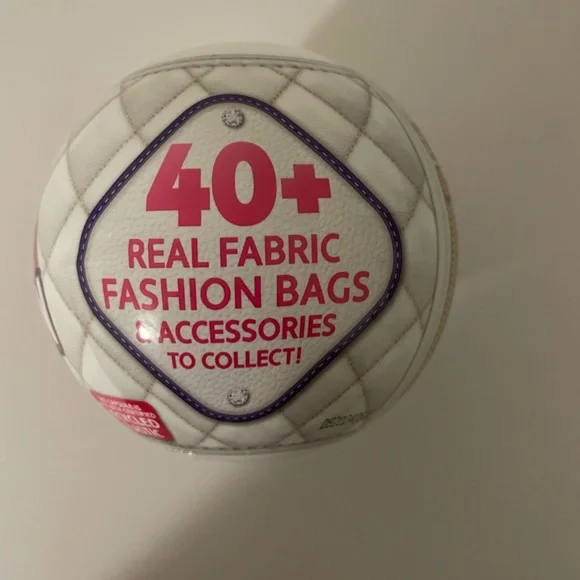 40+
REAL FABRIC
FASHION BAGS
& ACCESSORIES
TO COLLECT!